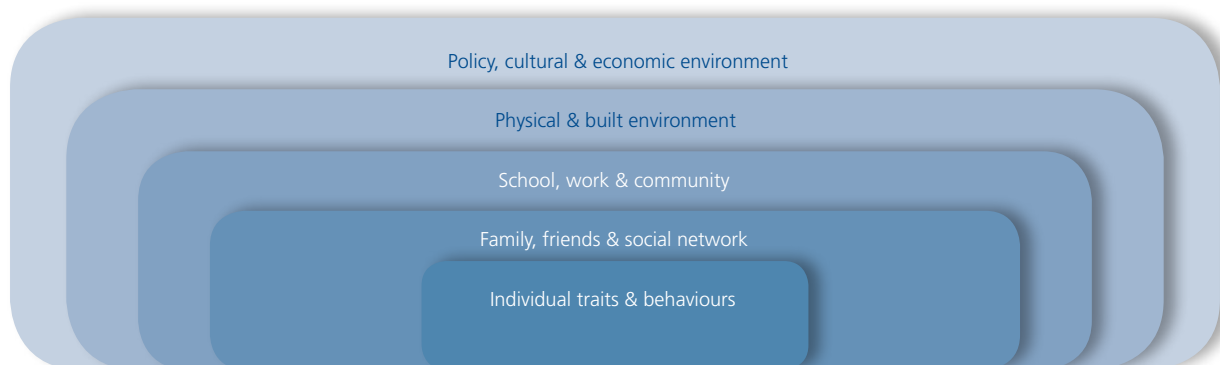 Policy, cultural & economic environment
Physical & built environment
School, work & community
Family, friends & social network
Individual traits & behaviours